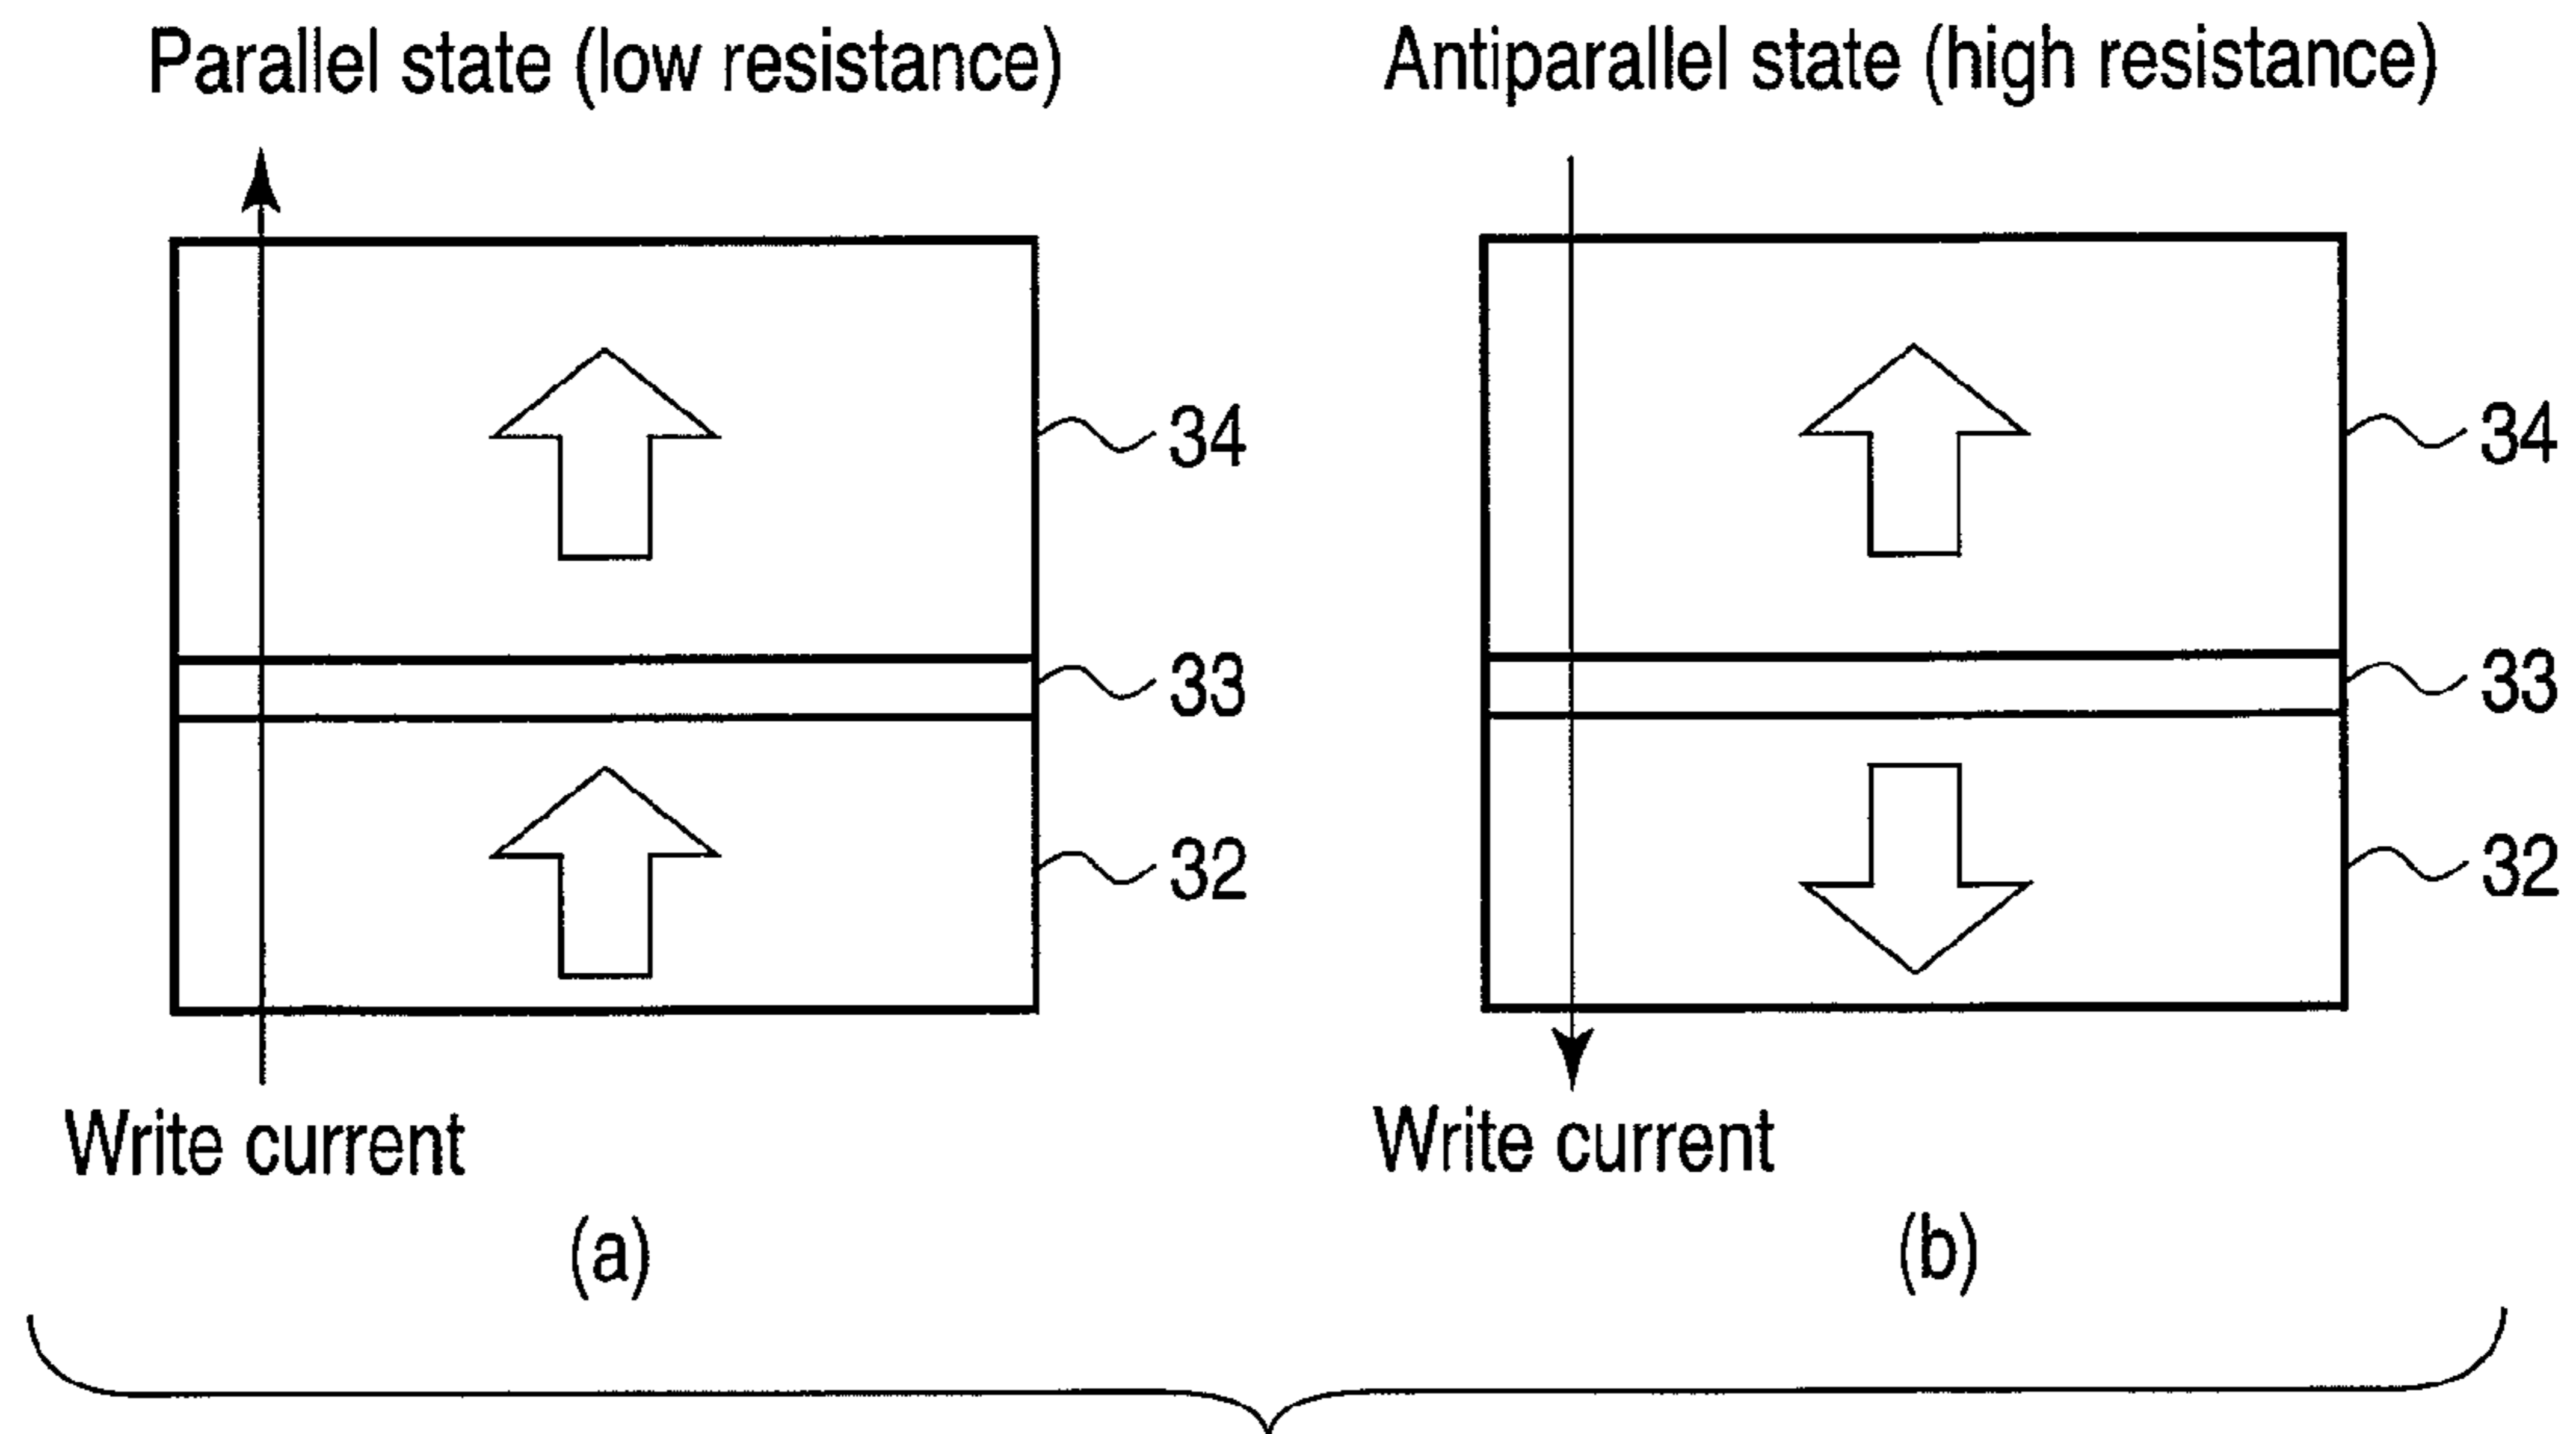 Parallel state (low resistance)
34
33
32
Write current
(a)
Antiparallel state (high resistance)
34
33
32
Write current
(b)